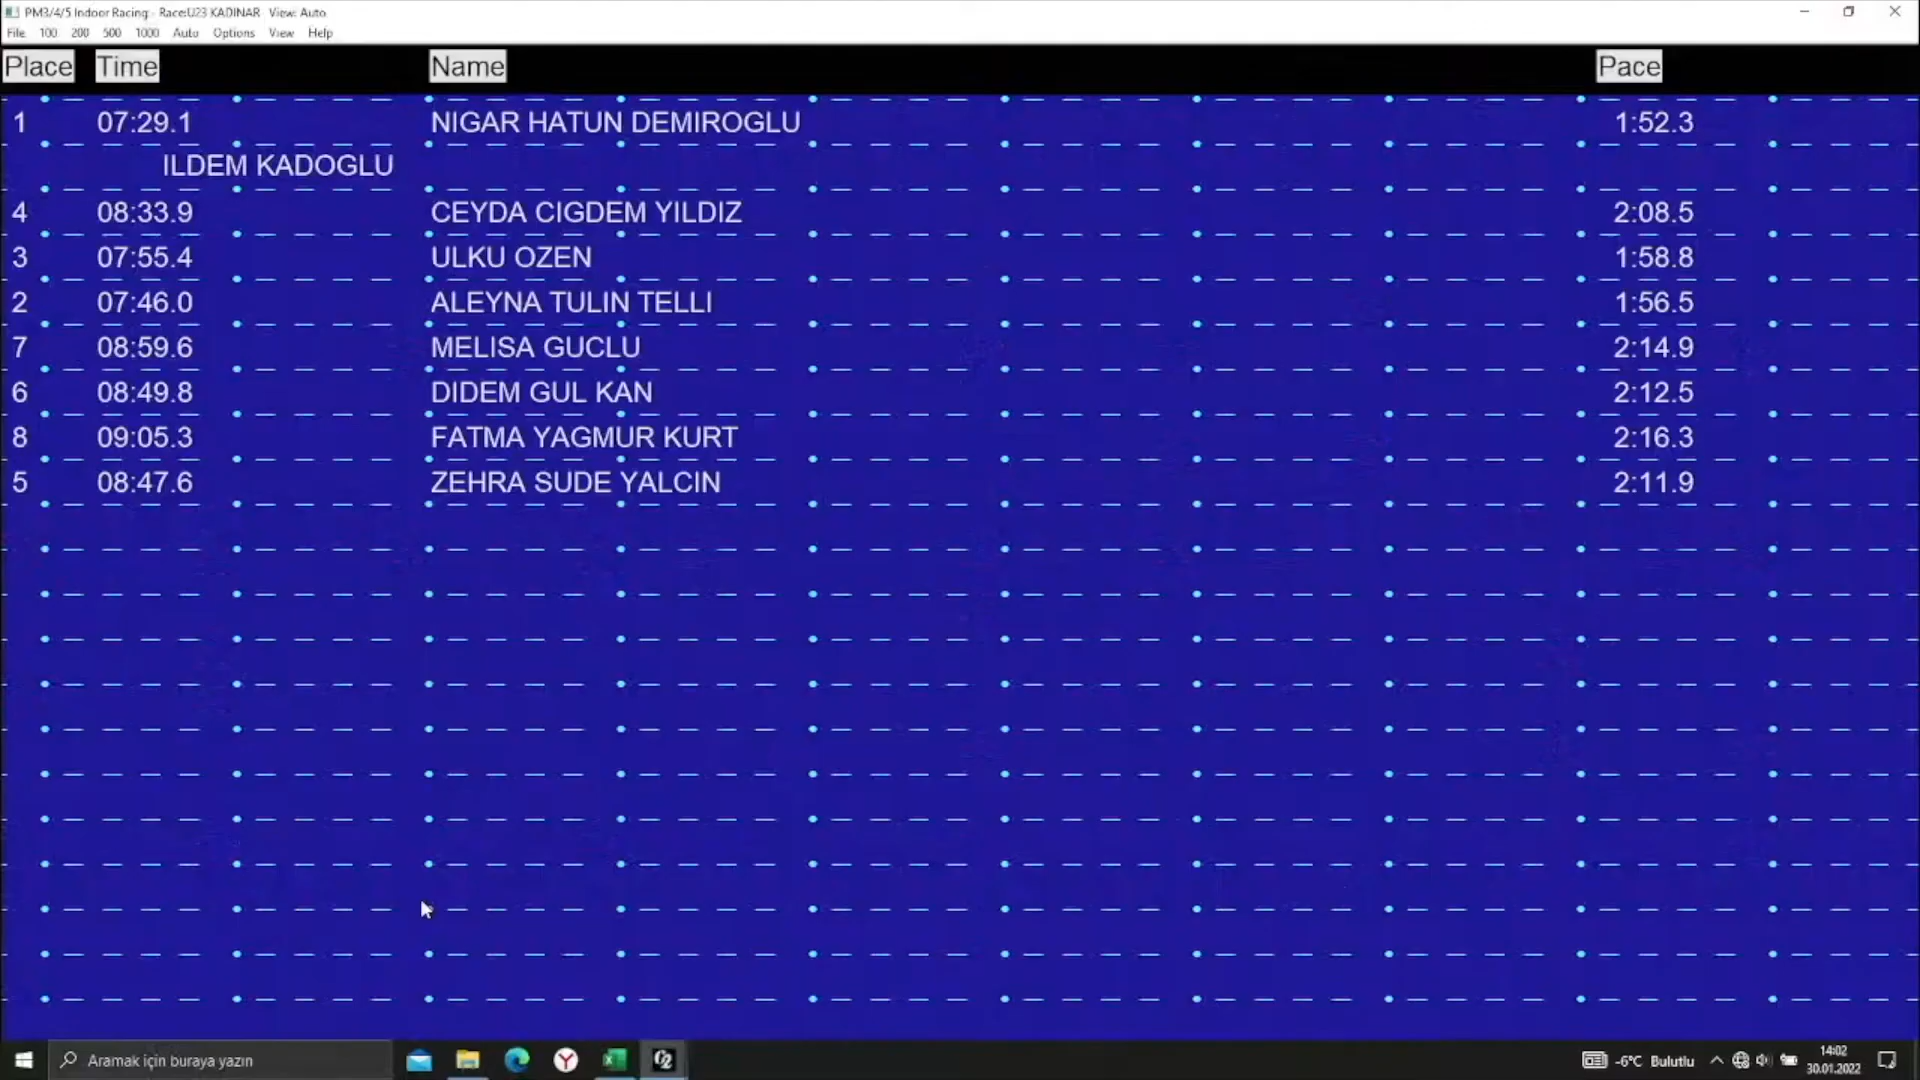 PM3/4/5 Indoor Racing - Race:U23 KADINAR View: Auto
File 100 200 500 1000 Auto Options View Help
Place Time Name Pace
1 07:29.1 NIGAR HATUN DEMIROGLU 1:52.3
ILDEM KADOGLU
4 08:33.9 CEYDA CIGDEM YILDIZ 2:08.5
3 07:55.4 ULKU OZEN 1:58.8
2 07:46.0 ALEYNA TULIN TELLI 1:56.5
7 08:59.6 MELISA GUCLU 2:14.9
6 08:49.8 DIDEM GUL KAN 2:12.5
8 09:05.3 FATMA YAGMUR KURT 2:16.3
5 08:47.6 ZEHRA SUDE YALCIN 2:11.9
Aramak için buraya yazın -6°C Bulutlu 14:02
30.01.2022